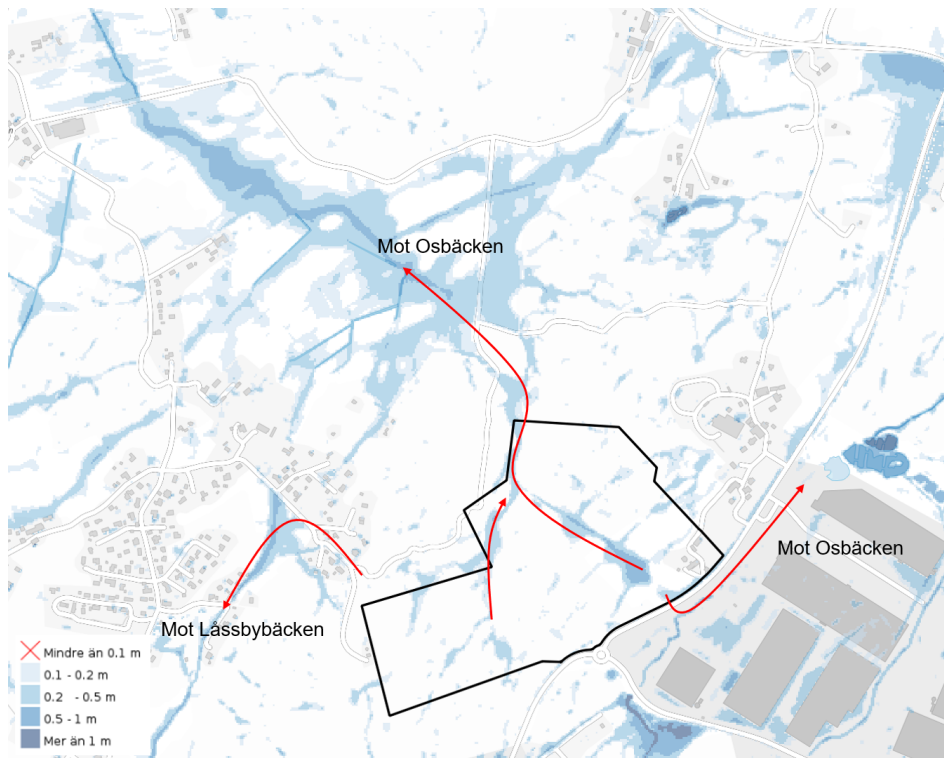 Mot Osbäcken
Mot Osbäcken
Mot Låssbybäcken
Mindre än 0.1 m
0.1 - 0.2 m
0.2 - 0.5 m
0.5 - 1 m
Mer än 1 m